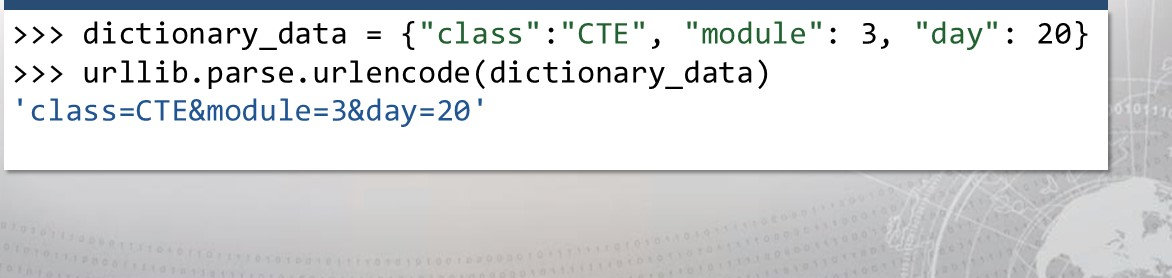 >>> dictionary_data = {"class":"CTE", "module": 3, "day": 20}
>>> urllib.parse.urlencode(dictionary_data)
'class=CTE&module=3&day=20'